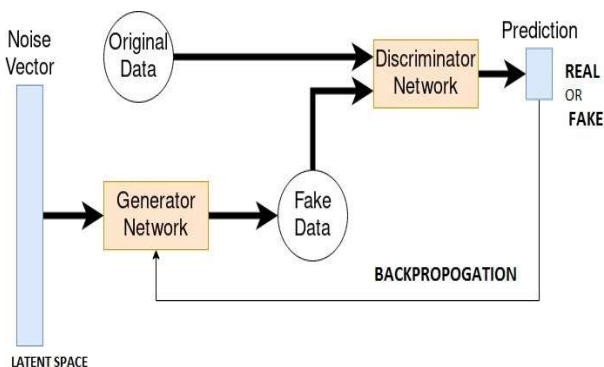 Noise
Vector
Original
Data
Discriminator
Network
Prediction
REAL
OR
FAKE
Generator
Network
Fake
Data
BACKPROPOGATION
LATENT SPACE